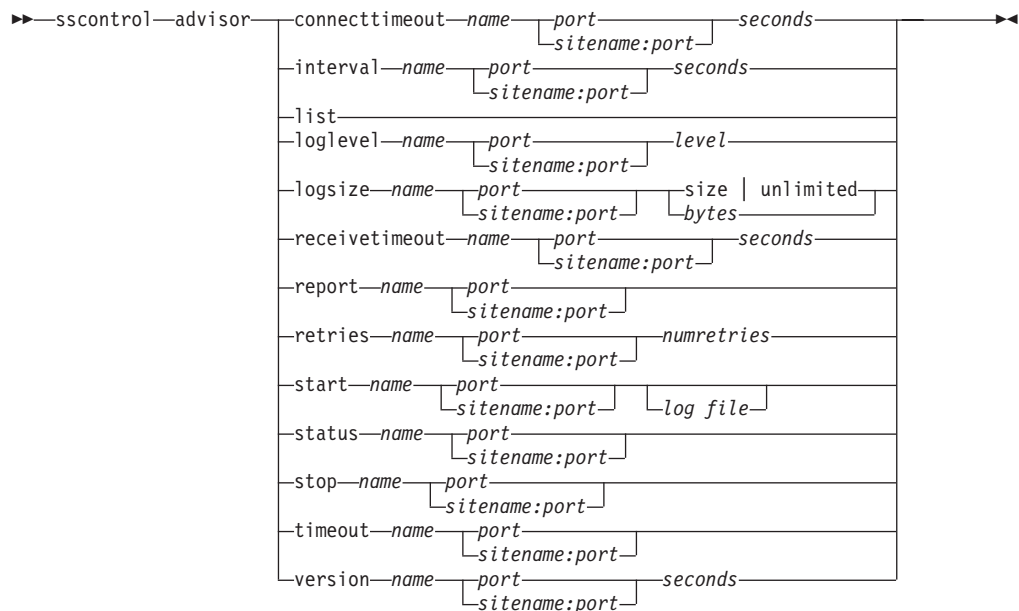 sscontrol advisor connecttimeout name port seconds
sitename:port
interval name port seconds
sitename:port
list
loglevel name port level
sitename:port
logsize name port size | unlimited
sitename:port bytes
receivetimeout name port seconds
sitename:port
report name port
sitename:port
retries name port numretries
sitename:port
start name port
sitename:port log file
status name port
sitename:port
stop name port
sitename:port
timeout name port
sitename:port
version name port seconds
sitename:port